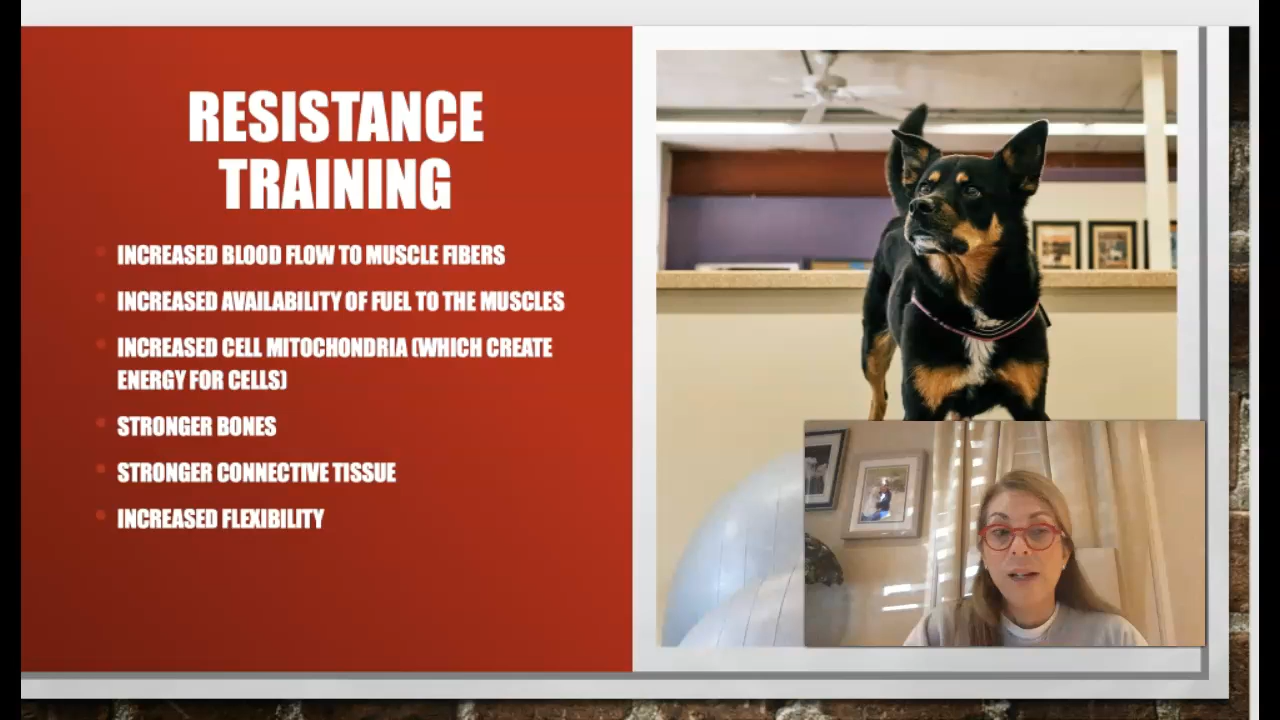 RESISTANCE
TRAINING
INCREASED BLOOD FLOW TO MUSCLE FIBERS
INCREASED AVAILABILITY OF FUEL TO THE MUSCLES
INCREASED CELL MITOCHONDRIA (WHICH CREATE
ENERGY FOR CELLS)
STRONGER BONES
STRONGER CONNECTIVE TISSUE
INCREASED FLEXIBILITY